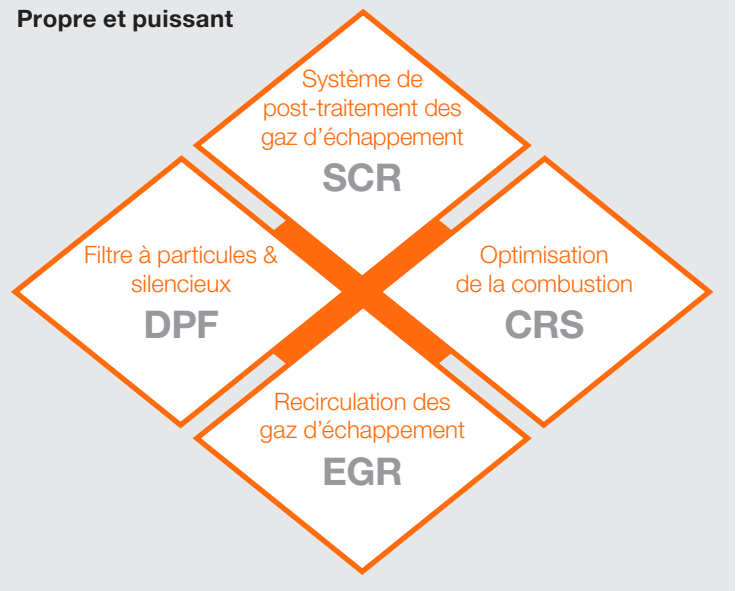 Propre et puissant
Système de
post-traitement des
gaz d'échappement
SCR
Filtre à particules &
silencieux
DPF
Optimisation
de la combustion
CRS
Recirculation des
gaz d'échappement
EGR